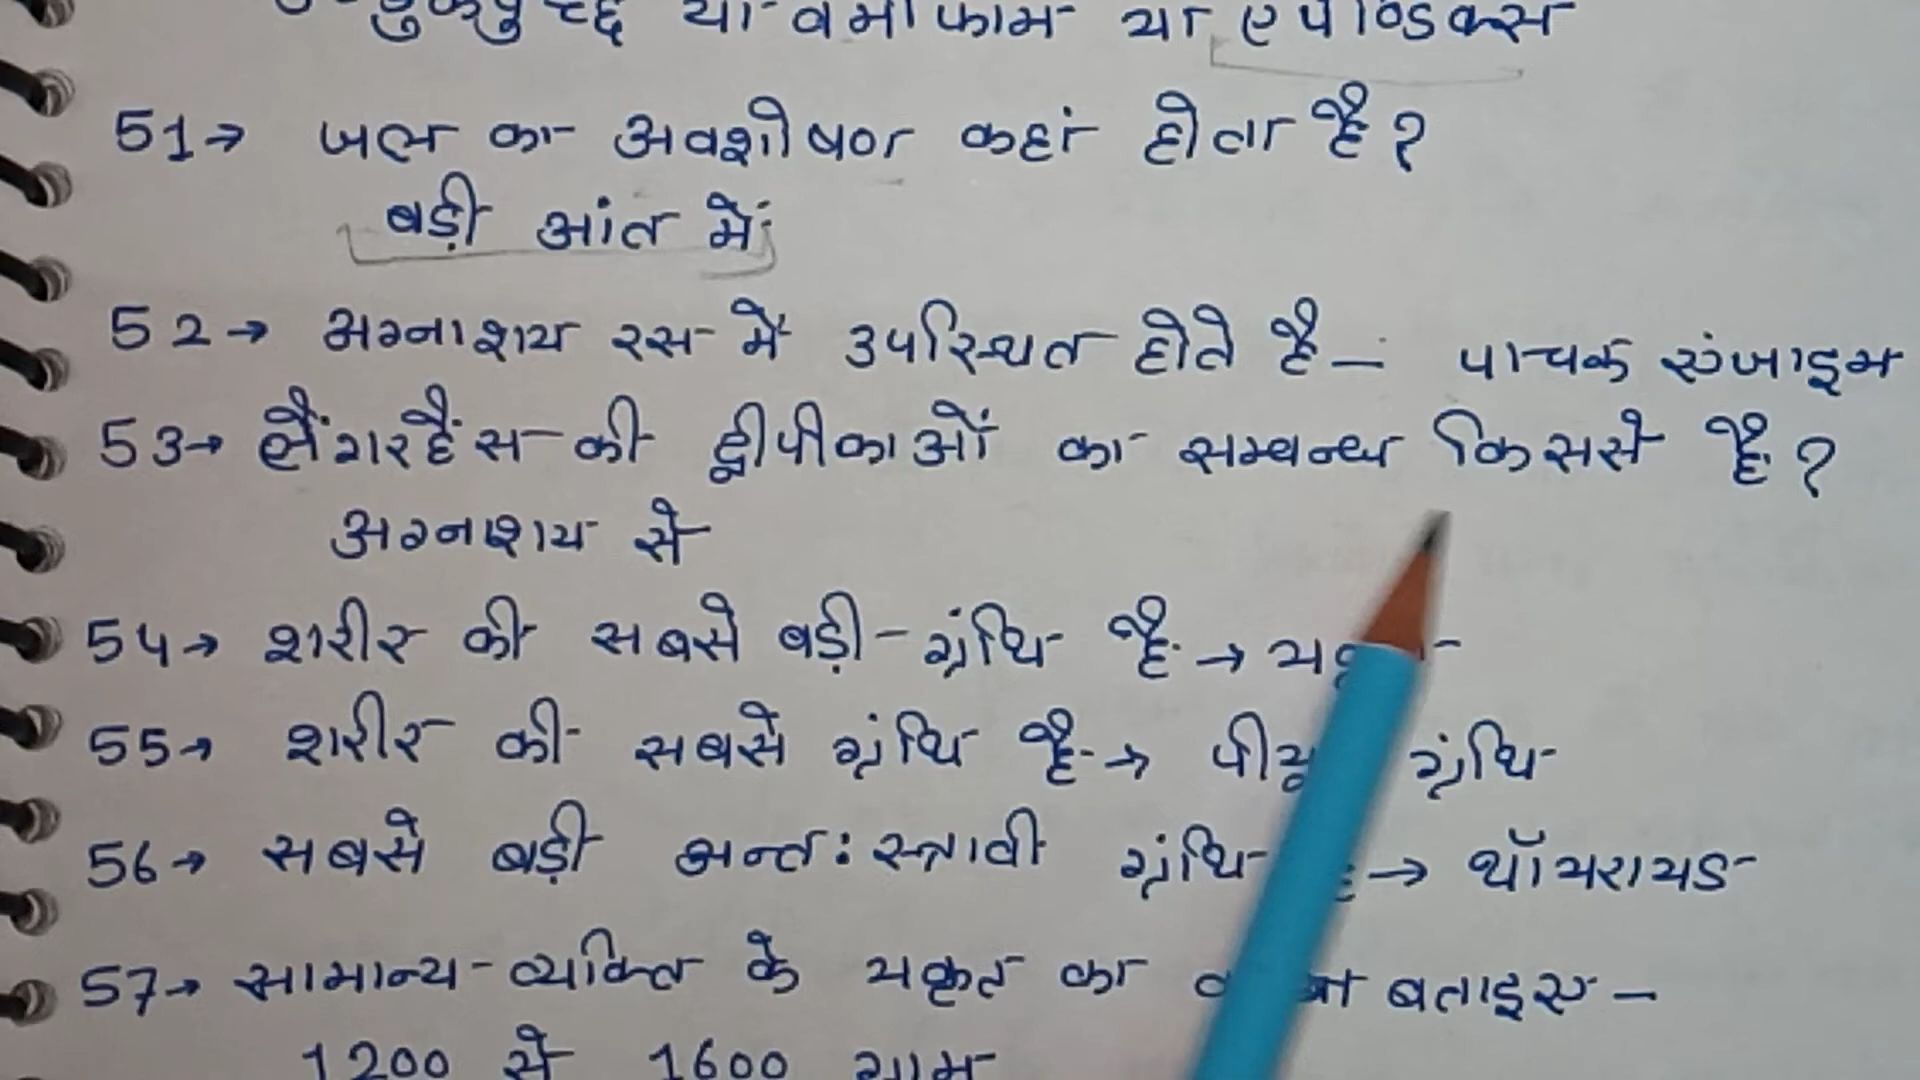 या वर्मीफाम या एपेण्डिक्स
51→ जल का अवशोषण कहां होता है?
बड़ी आंत में
52→ अग्नाशय रस में उपस्थित होते है – पाचक एंजाइम
53→ लैंगरहैंस की द्वीपीकाओं का सम्बन्ध किससे है?
अग्नाशय से
54→ शरीर की सबसे बड़ी ग्रंथि है →
55→ शरीर की सबसे ग्रंथि है → ग्रंथि
56→ सबसे बड़ी अन्त:स्त्रावी ग्रंथि → थॉयरायड
57→ सामान्य व्यक्ति के यकृत का बताइए –
1200 से 1600 ग्राम